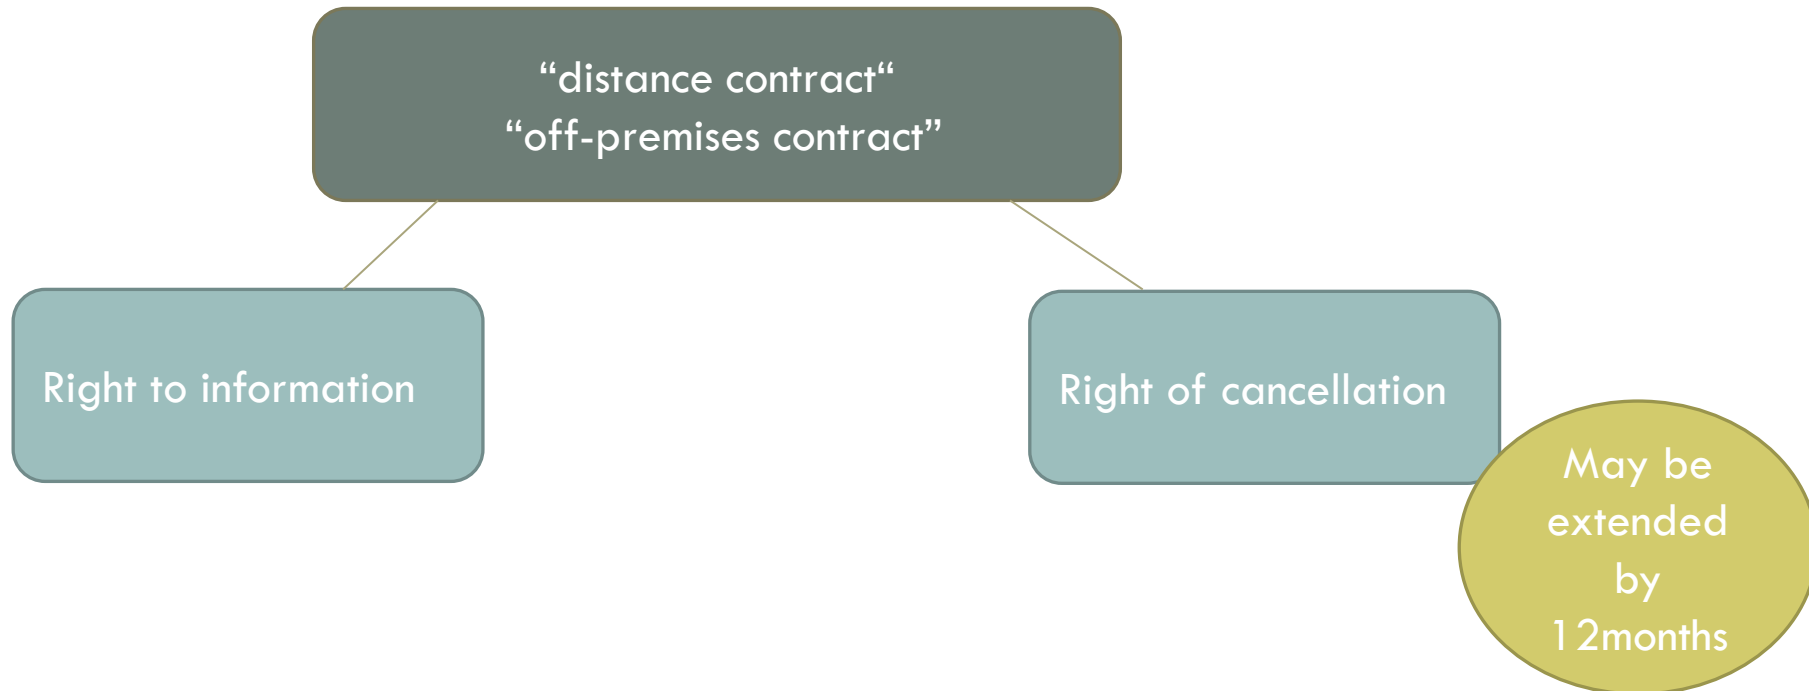 “distance contract“
“off-premises contract”
Right to information
Right of cancellation
May be
extended
by
12months